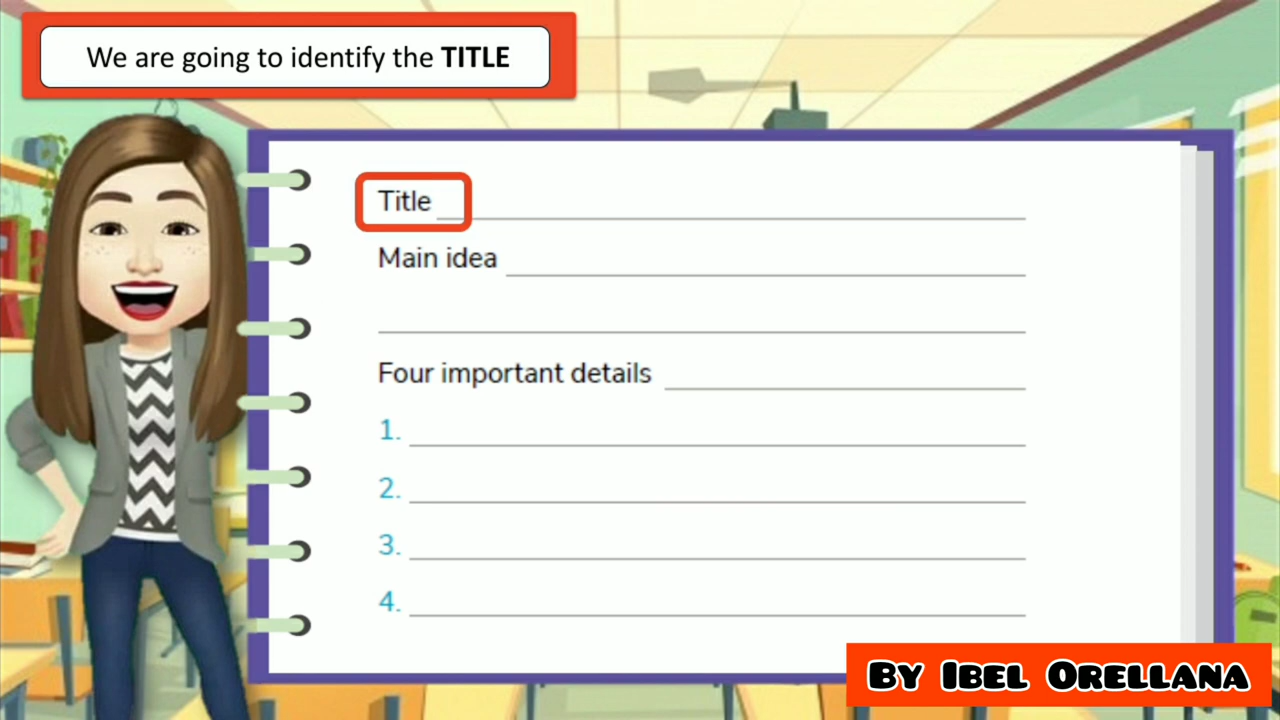 We are going to identify the TITLE
Title
Main idea
Four important details
1.
2.
3.
4.
By Ibel Orellana